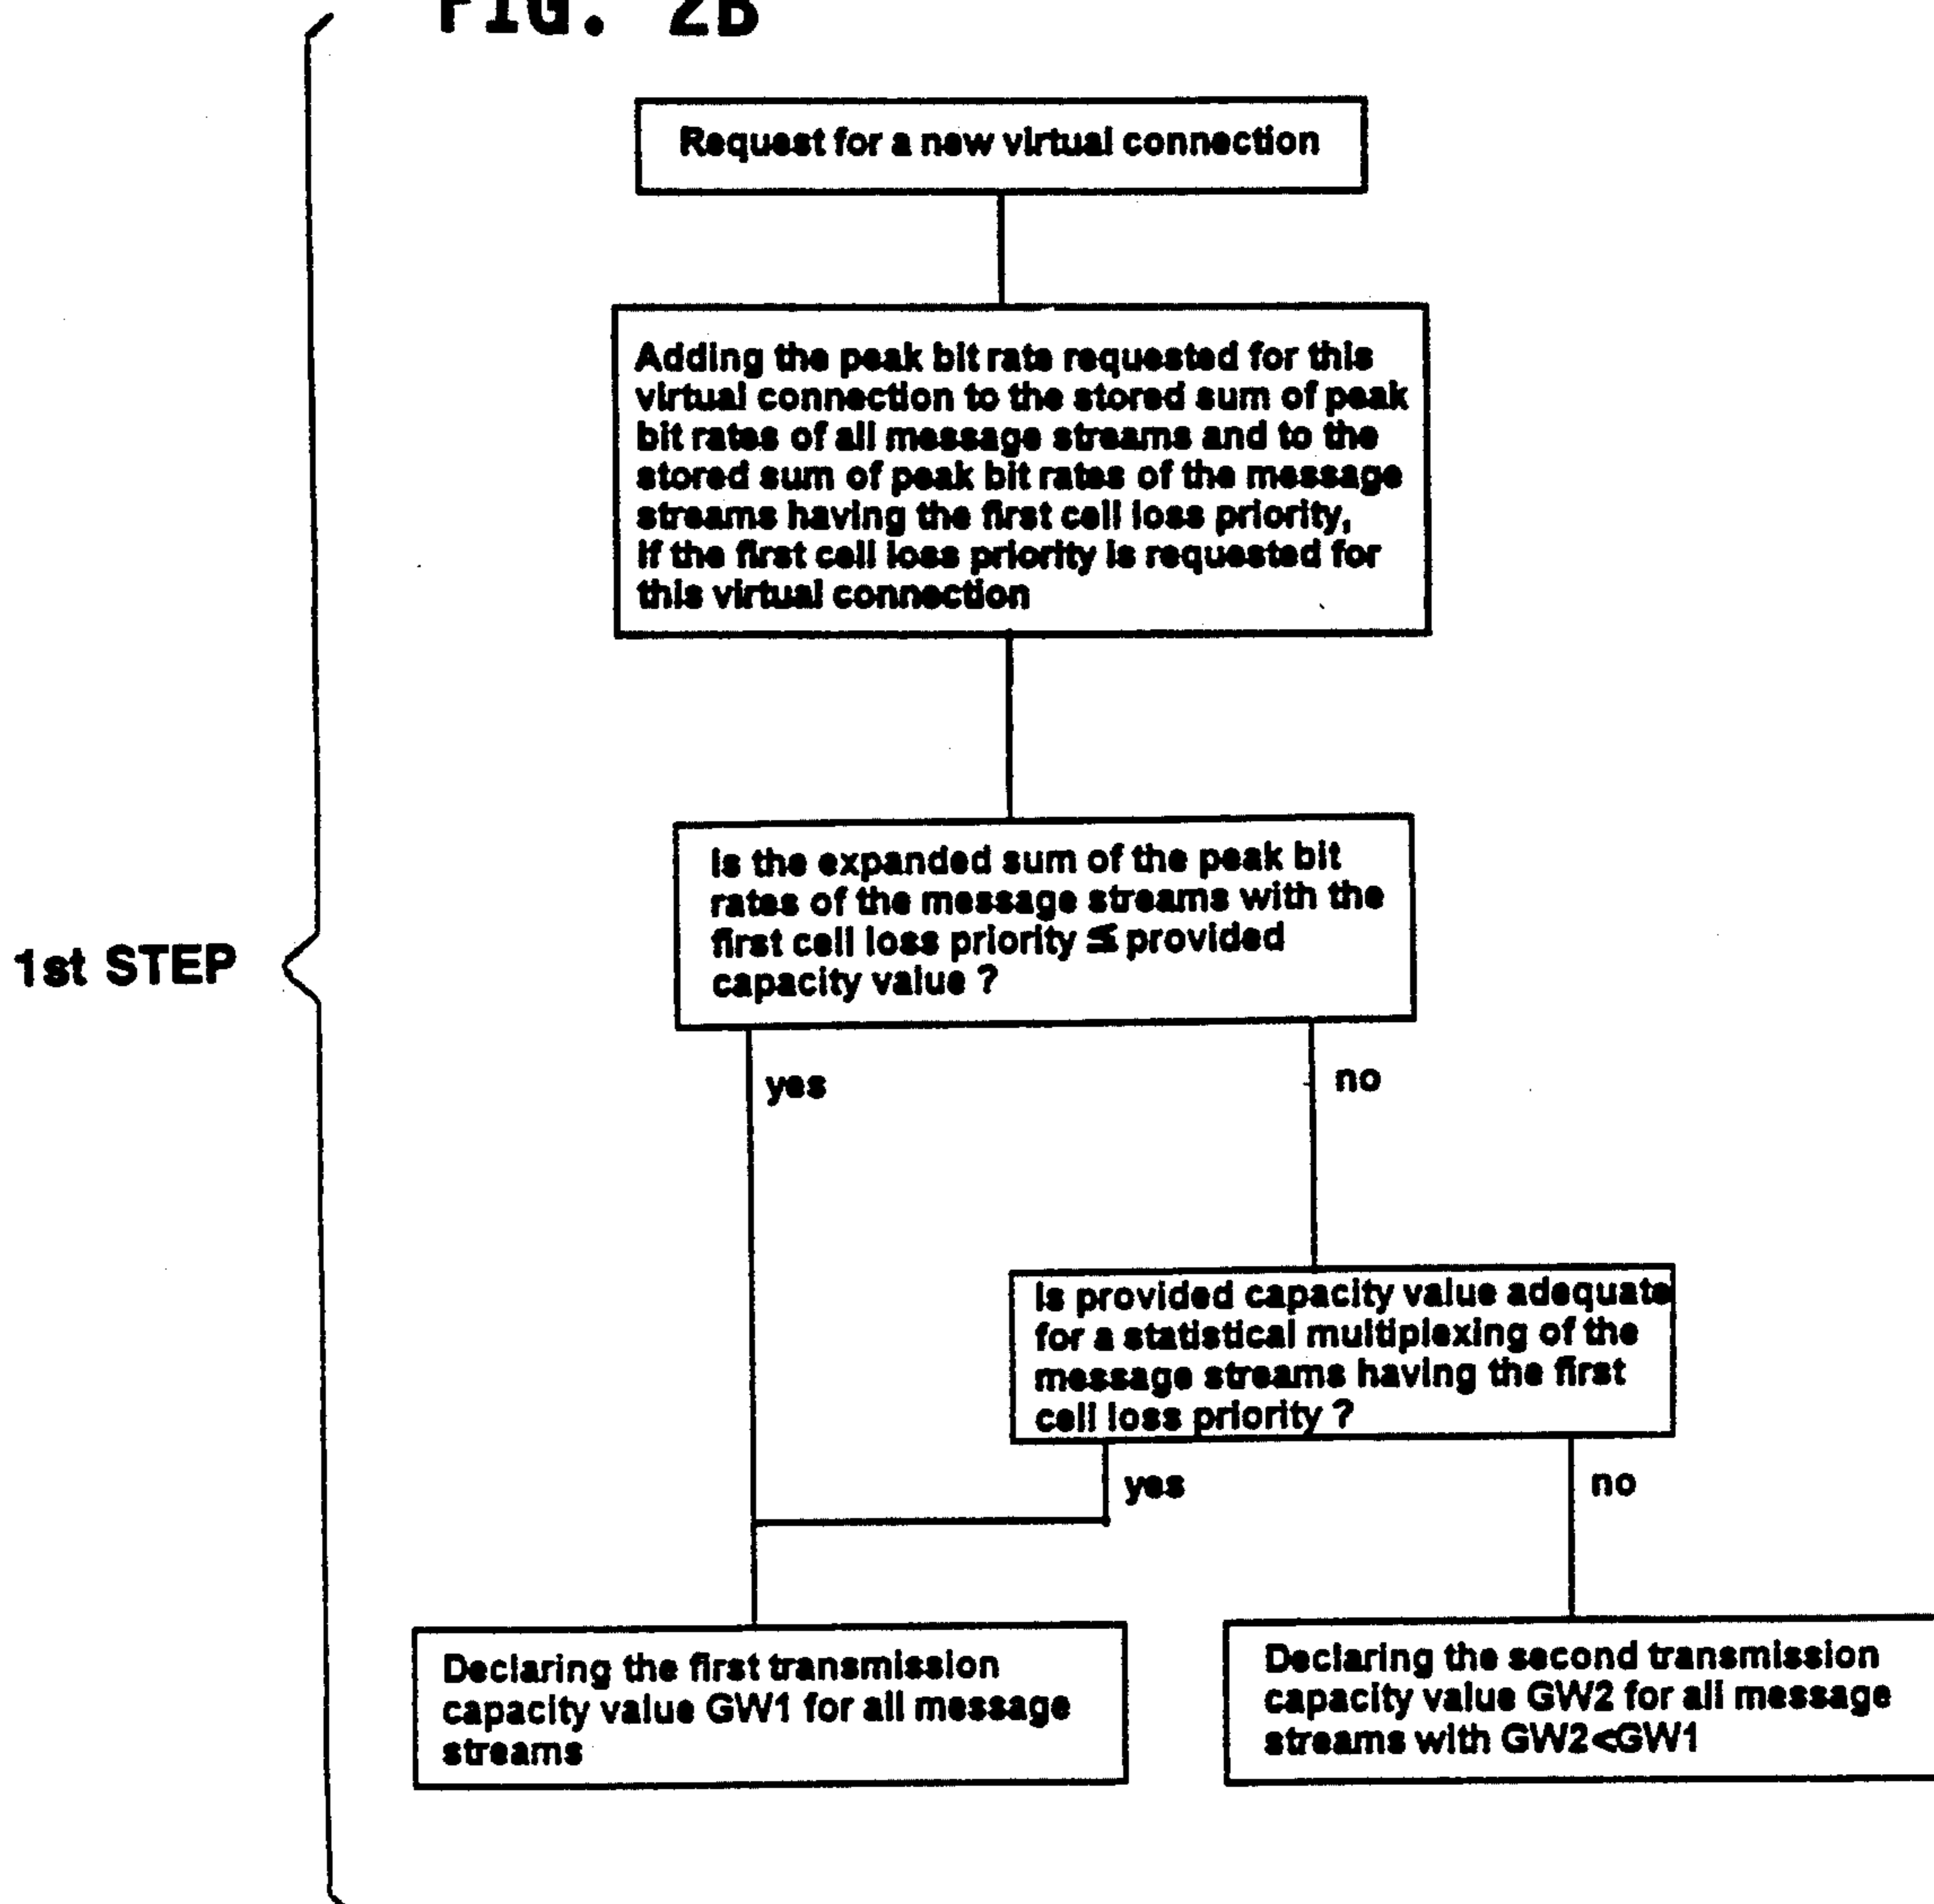 FIG. 2B
Request for a new virtual connection
Adding the peak bit rate requested for this
virtual connection to the stored sum of peak
bit rates of all message streams and to the
stored sum of peak bit rates of the message
streams having the first cell loss priority,
if the first cell loss priority is requested for
this virtual connection
Is the expanded sum of the peak bit
rates of the message streams with the
first cell loss priority ≦ provided
capacity value ?
1st STEP
yes
no
Is provided capacity value adequate
for a statistical multiplexing of the
message streams having the first
cell loss priority ?
yes
no
Declaring the first transmission
capacity value GW1 for all message
streams
Declaring the second transmission
capacity value GW2 for all message
streams with GW2<GW1